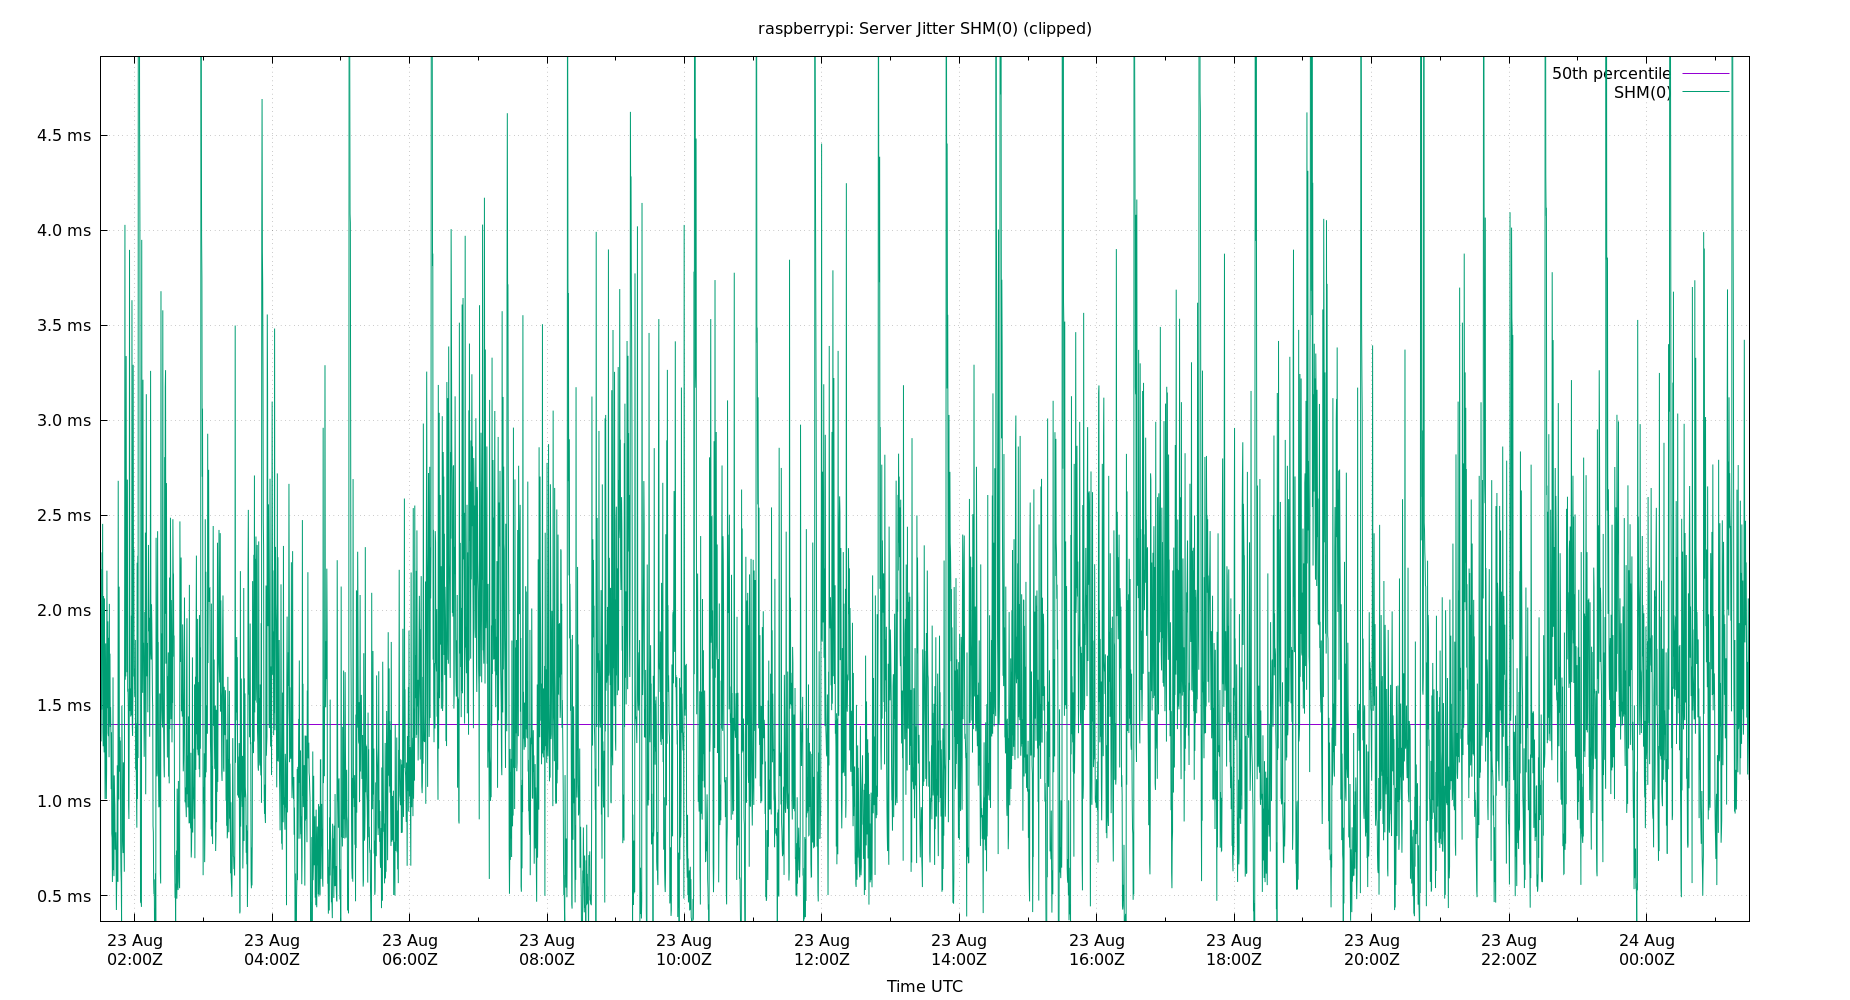 raspberrypi: Server Jitter SHM(0) (clipped)
50th percentile
SHM(0)
4.5 ms
4.0 ms
3.5 ms
3.0 ms
2.5 ms
2.0 ms
1.5 ms
1.0 ms
0.5 ms
23 Aug 23 Aug 23 Aug 23 Aug 23 Aug 23 Aug 23 Aug 23 Aug 23 Aug 23 Aug 23 Aug 24 Aug
02:00Z 04:00Z 06:00Z 08:00Z 10:00Z 12:00Z 14:00Z 16:00Z 18:00Z 20:00Z 22:00Z 00:00Z
Time UTC